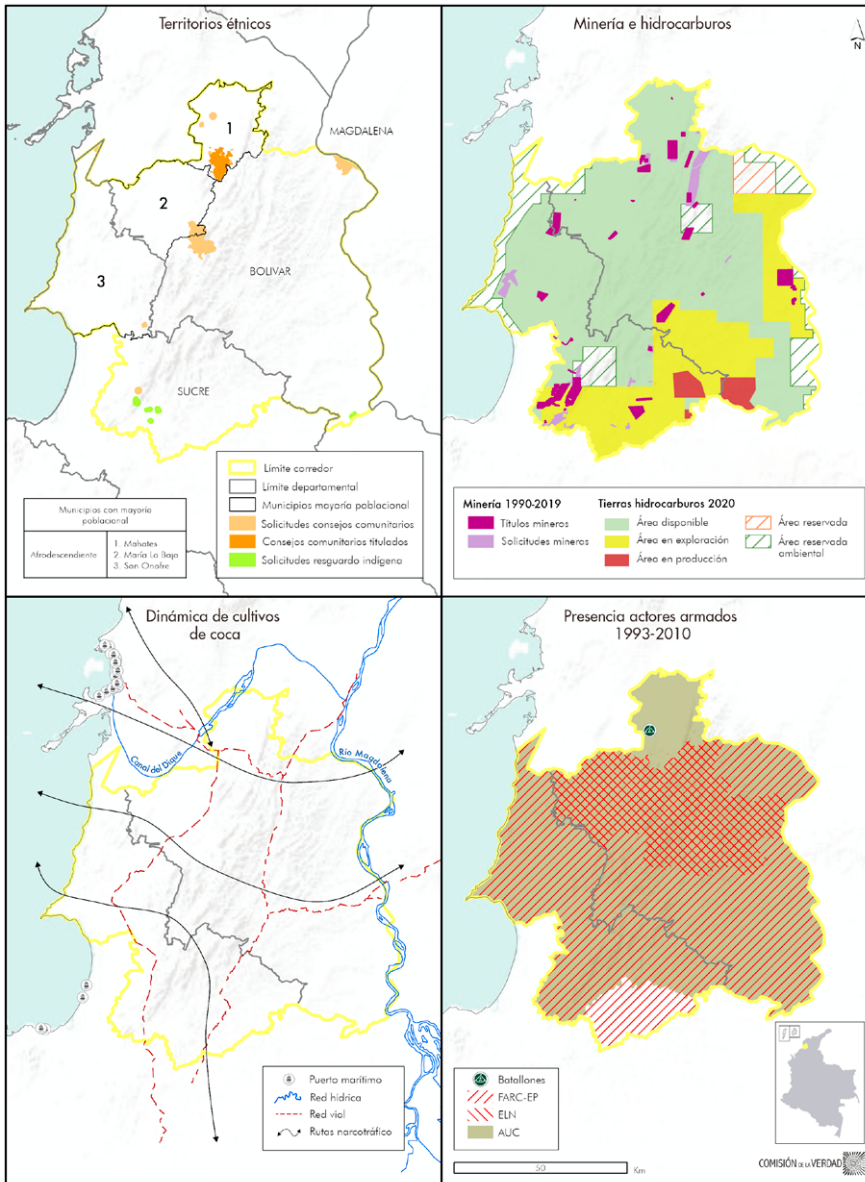 Territorios étnicos
1
MAGDALENA
2
BOLIVAR
3
SUCRE
Límite corredor
Límite departamental
Municipios mayoría poblacional
Solicitudes consejos comunitarios
Consejos comunitarios titulados
Solicitudes resguardo indígena
Municipios con mayoría
poblacional
Afrodescendiente
1. Mahates
2. María La Baja
3. San Onofre
Minería e hidrocarburos
N
Minería 1990-2019
Títulos mineros
Solicitudes mineros
Tierras hidrocarburos 2020
Área disponible
Área en exploración
Área en producción
Área reservada
Área reservada
ambiental
Dinámica de cultivos
de coca
Canal del Dique
Río Magdalena
Puerto marítimo
Red hídrica
Red viol
Rutas narcotráfico
Presencia actores armados
1993-2010
Batallones
FARC-EP
ELN
AUC
50
Km
COMISIÓN DE LA VERDAD